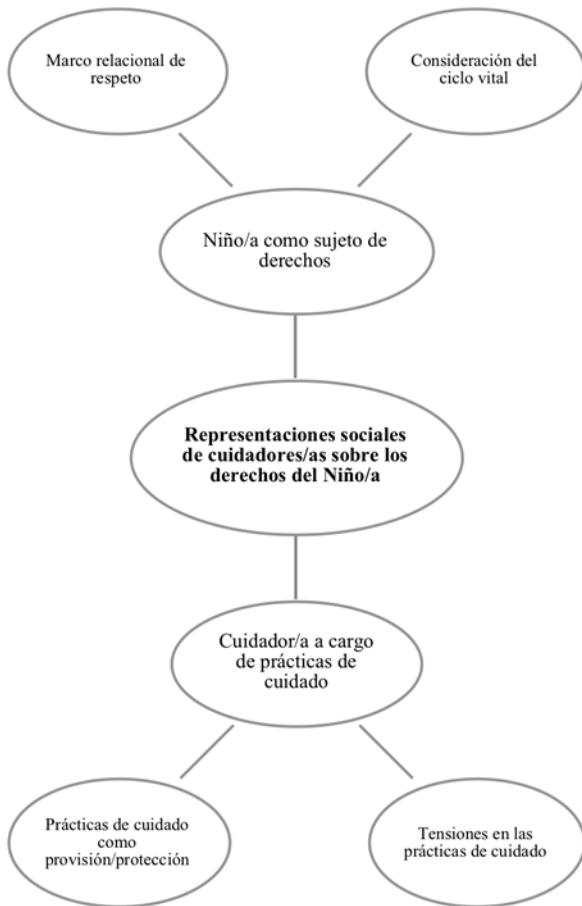 Marco relacional de
respeto
Consideración del
ciclo vital
Niño/a como sujeto de
derechos
Representaciones sociales
de cuidadores/as sobre los
derechos del Niño/a
Cuidador/a a cargo
de prácticas de
cuidado
Prácticas de cuidado
como
provisión/protección
Tensiones en las
prácticas de cuidado